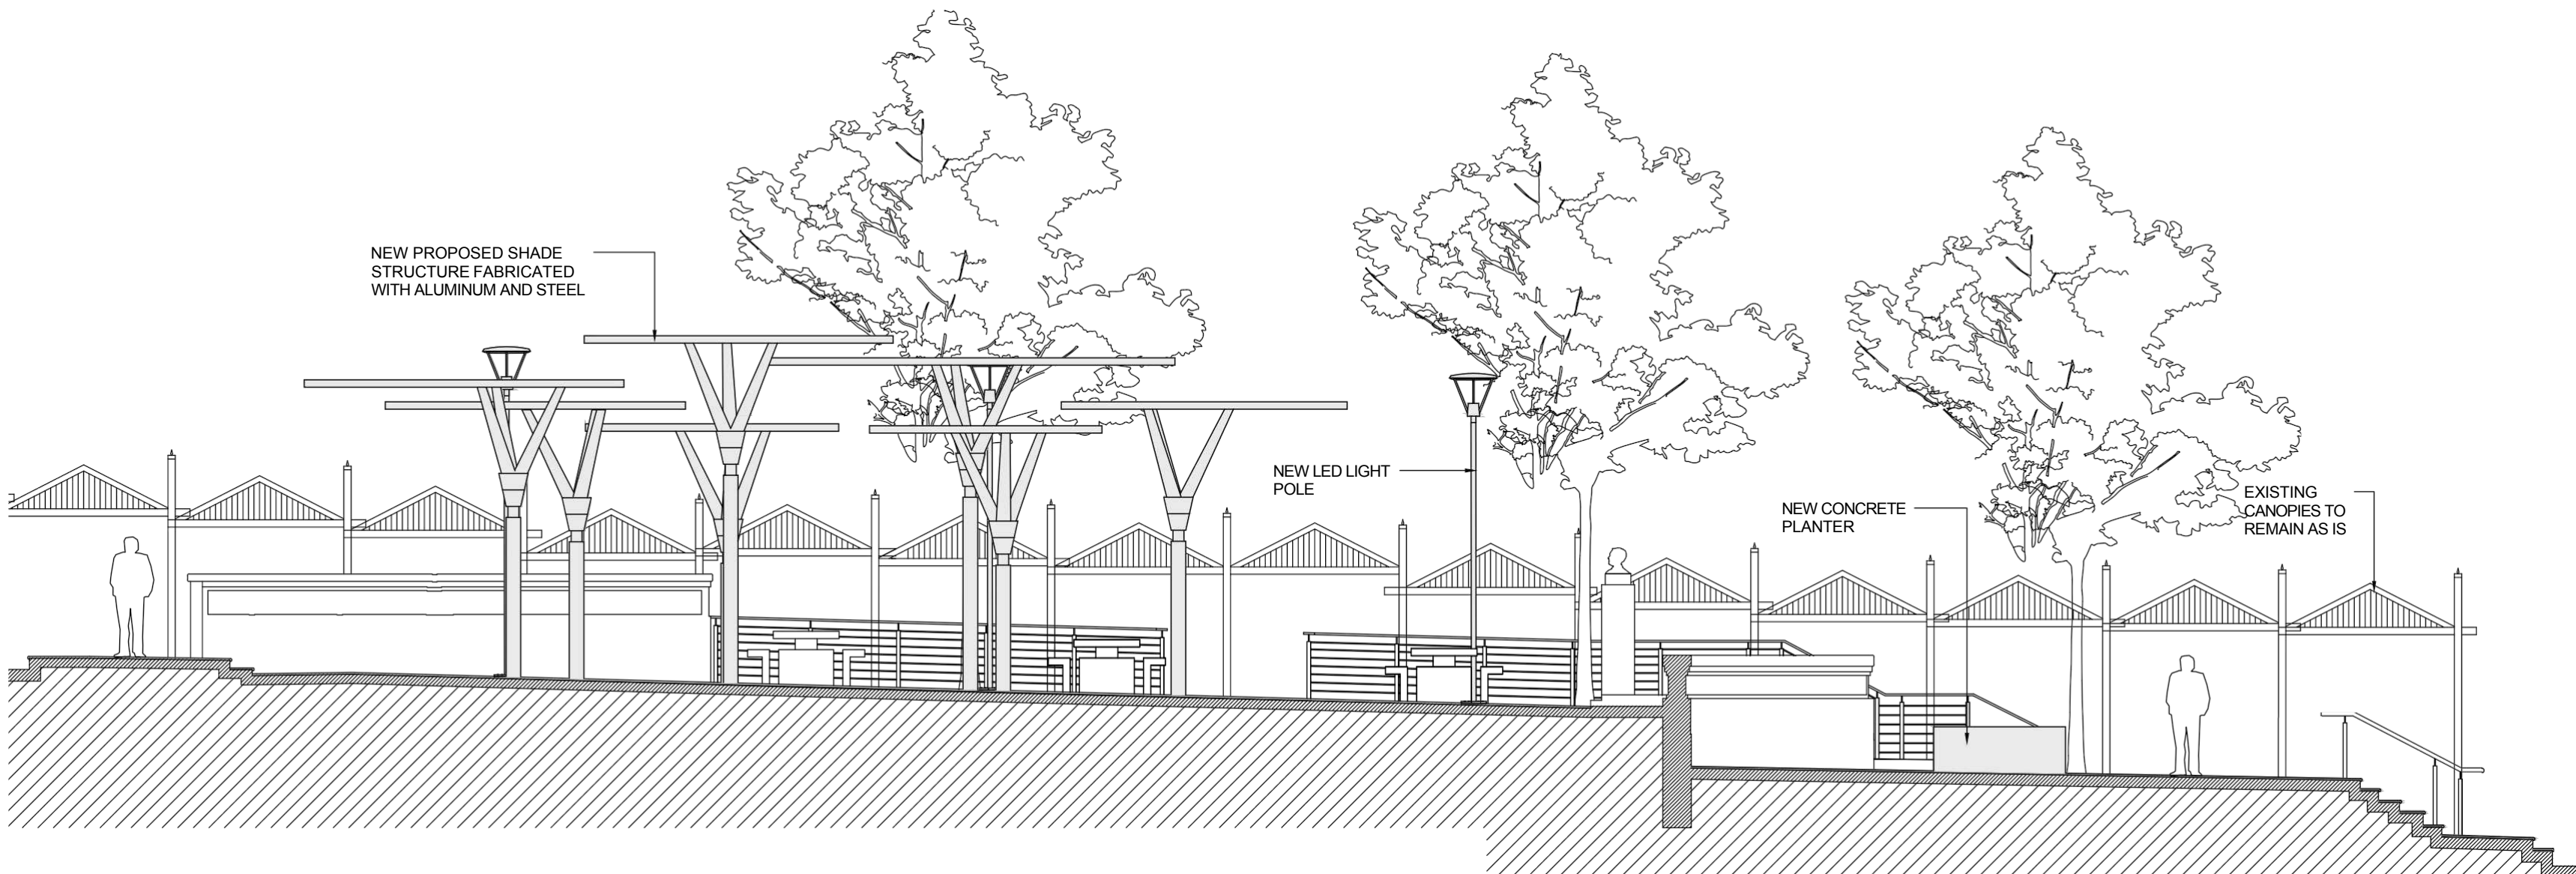 NEW PROPOSED SHADE
STRUCTURE FABRICATED
WITH ALUMINUM AND STEEL
NEW LED LIGHT
POLE
NEW CONCRETE
PLANTER
EXISTING
CANOPIES TO
REMAIN AS IS